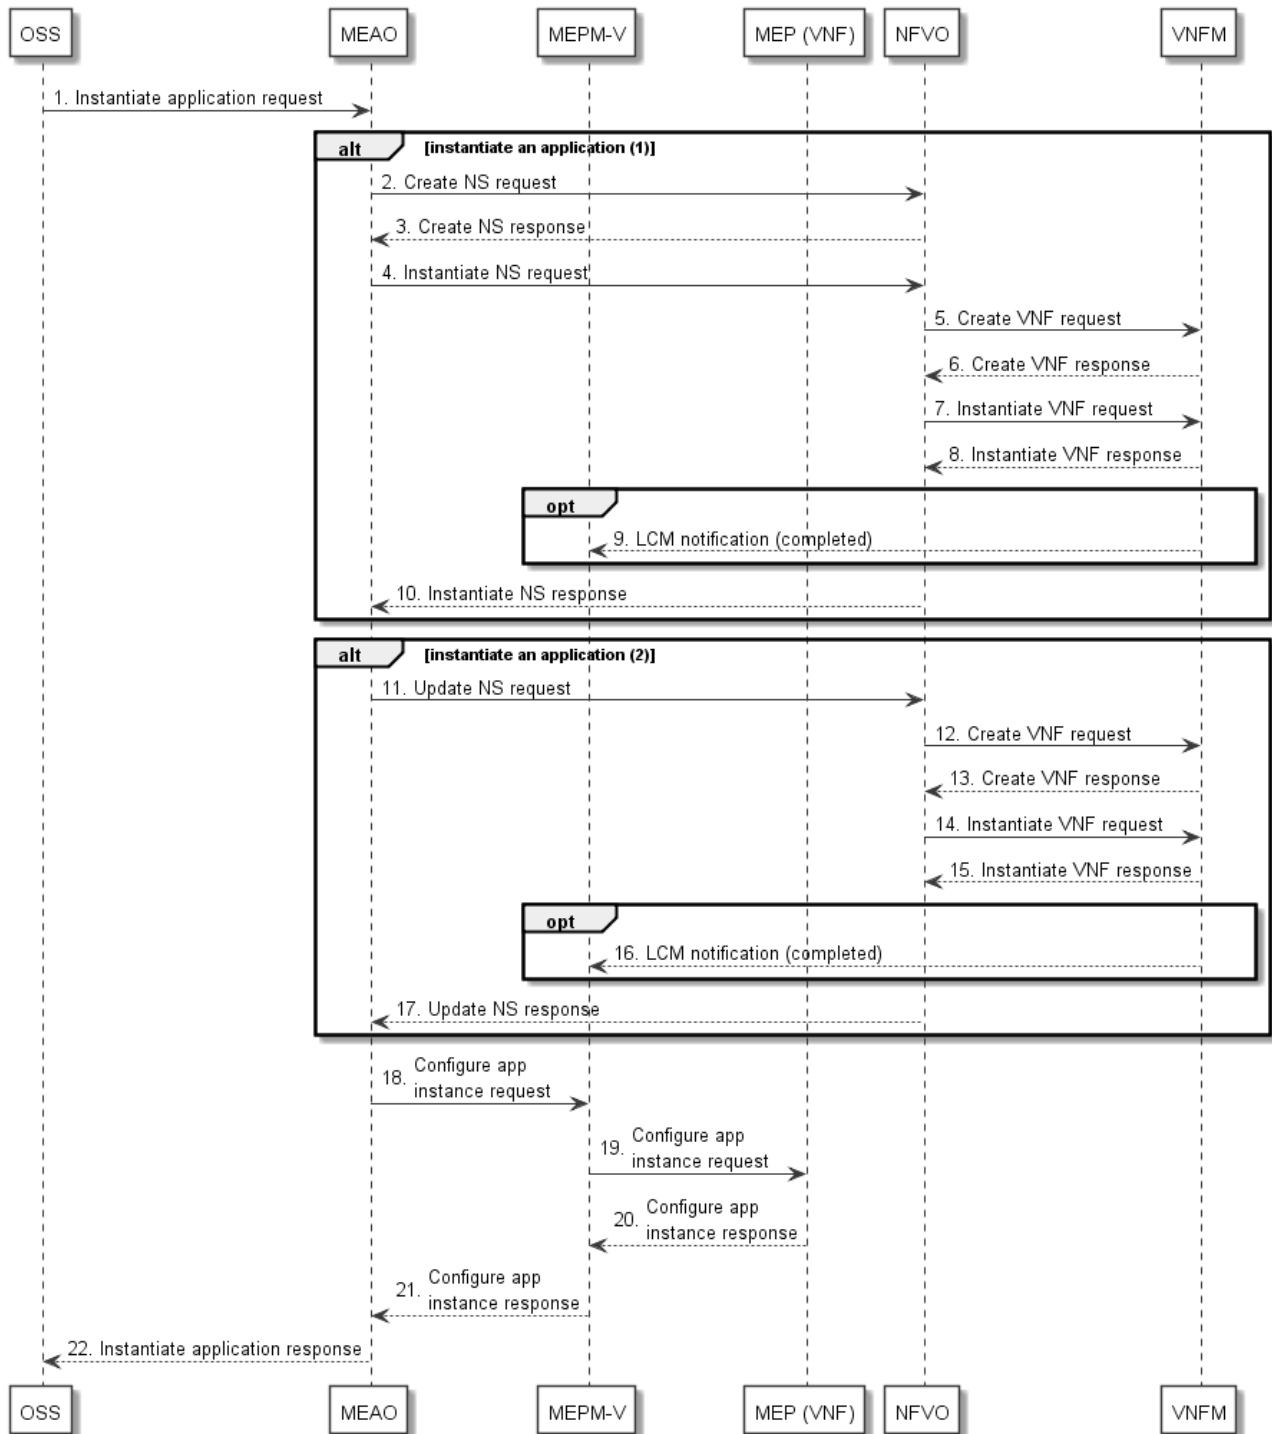 OSS MEAO MEPM-V MEP (VNF) NFVO VNFM
1. Instantiate application request
alt [instantiate an application (1)]
2. Create NS request
3. Create NS response
4. Instantiate NS request
5. Create VNF request
6. Create VNF response
7. Instantiate VNF request
8. Instantiate VNF response
opt
9. LCM notification (completed)
10. Instantiate NS response
alt [instantiate an application (2)]
11. Update NS request
12. Create VNF request
13. Create VNF response
14. Instantiate VNF request
15. Instantiate VNF response
opt
16. LCM notification (completed)
17. Update NS response
18. Configure app
instance request
19. Configure app
instance request
20. Configure app
instance response
21. Configure app
instance response
22. Instantiate application response
OSS MEAO MEPM-V MEP (VNF) NFVO VNFM